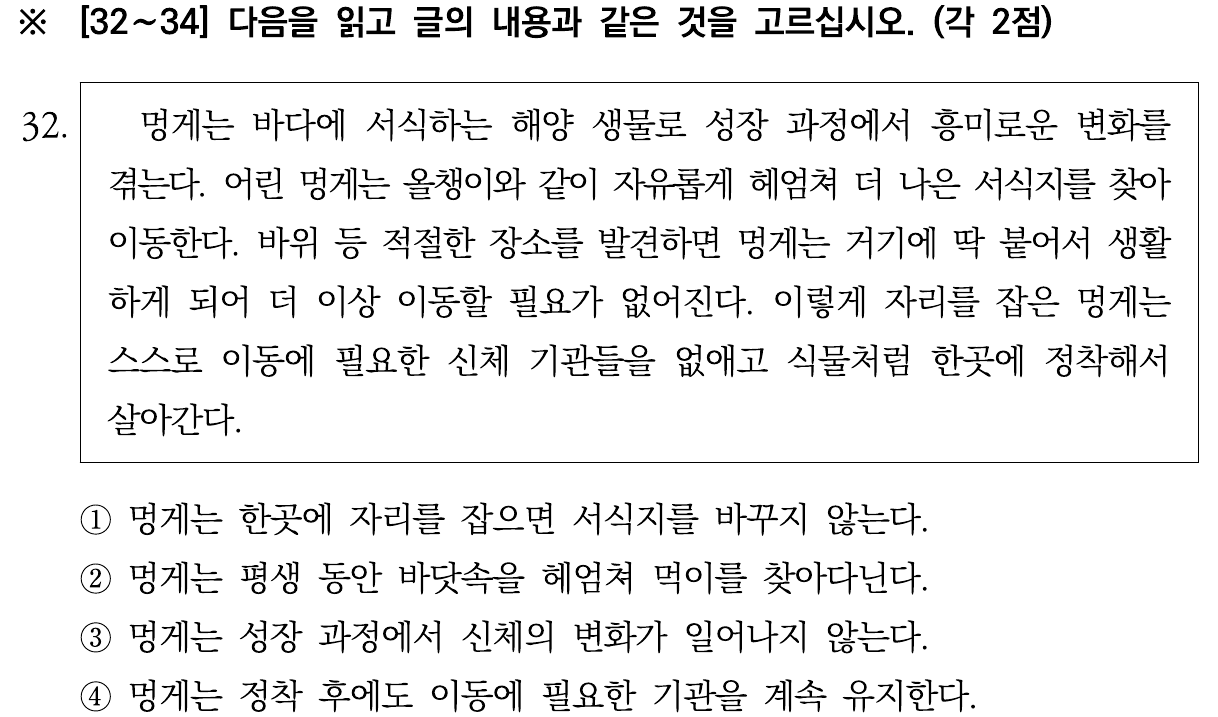 ※ [32～34] 다음을 읽고 글의 내용과 같은 것을 고르십시오. (각 2점)
32. 멍게는 바다에 서식하는 해양 생물로 성장 과정에서 흥미로운 변화를
겪는다. 어린 멍게는 올챙이와 같이 자유롭게 헤엄쳐 더 나은 서식지를 찾아
이동한다. 바위 등 적절한 장소를 발견하면 멍게는 거기에 딱 붙어서 생활
하게 되어 더 이상 이동할 필요가 없어진다. 이렇게 자리를 잡은 멍게는
스스로 이동에 필요한 신체 기관들을 없애고 식물처럼 한곳에 정착해서
살아간다.
① 멍게는 한곳에 자리를 잡으면 서식지를 바꾸지 않는다.
② 멍게는 평생 동안 바닷속을 헤엄쳐 먹이를 찾아다닌다.
③ 멍게는 성장 과정에서 신체의 변화가 일어나지 않는다.
④ 멍게는 정착 후에도 이동에 필요한 기관을 계속 유지한다.